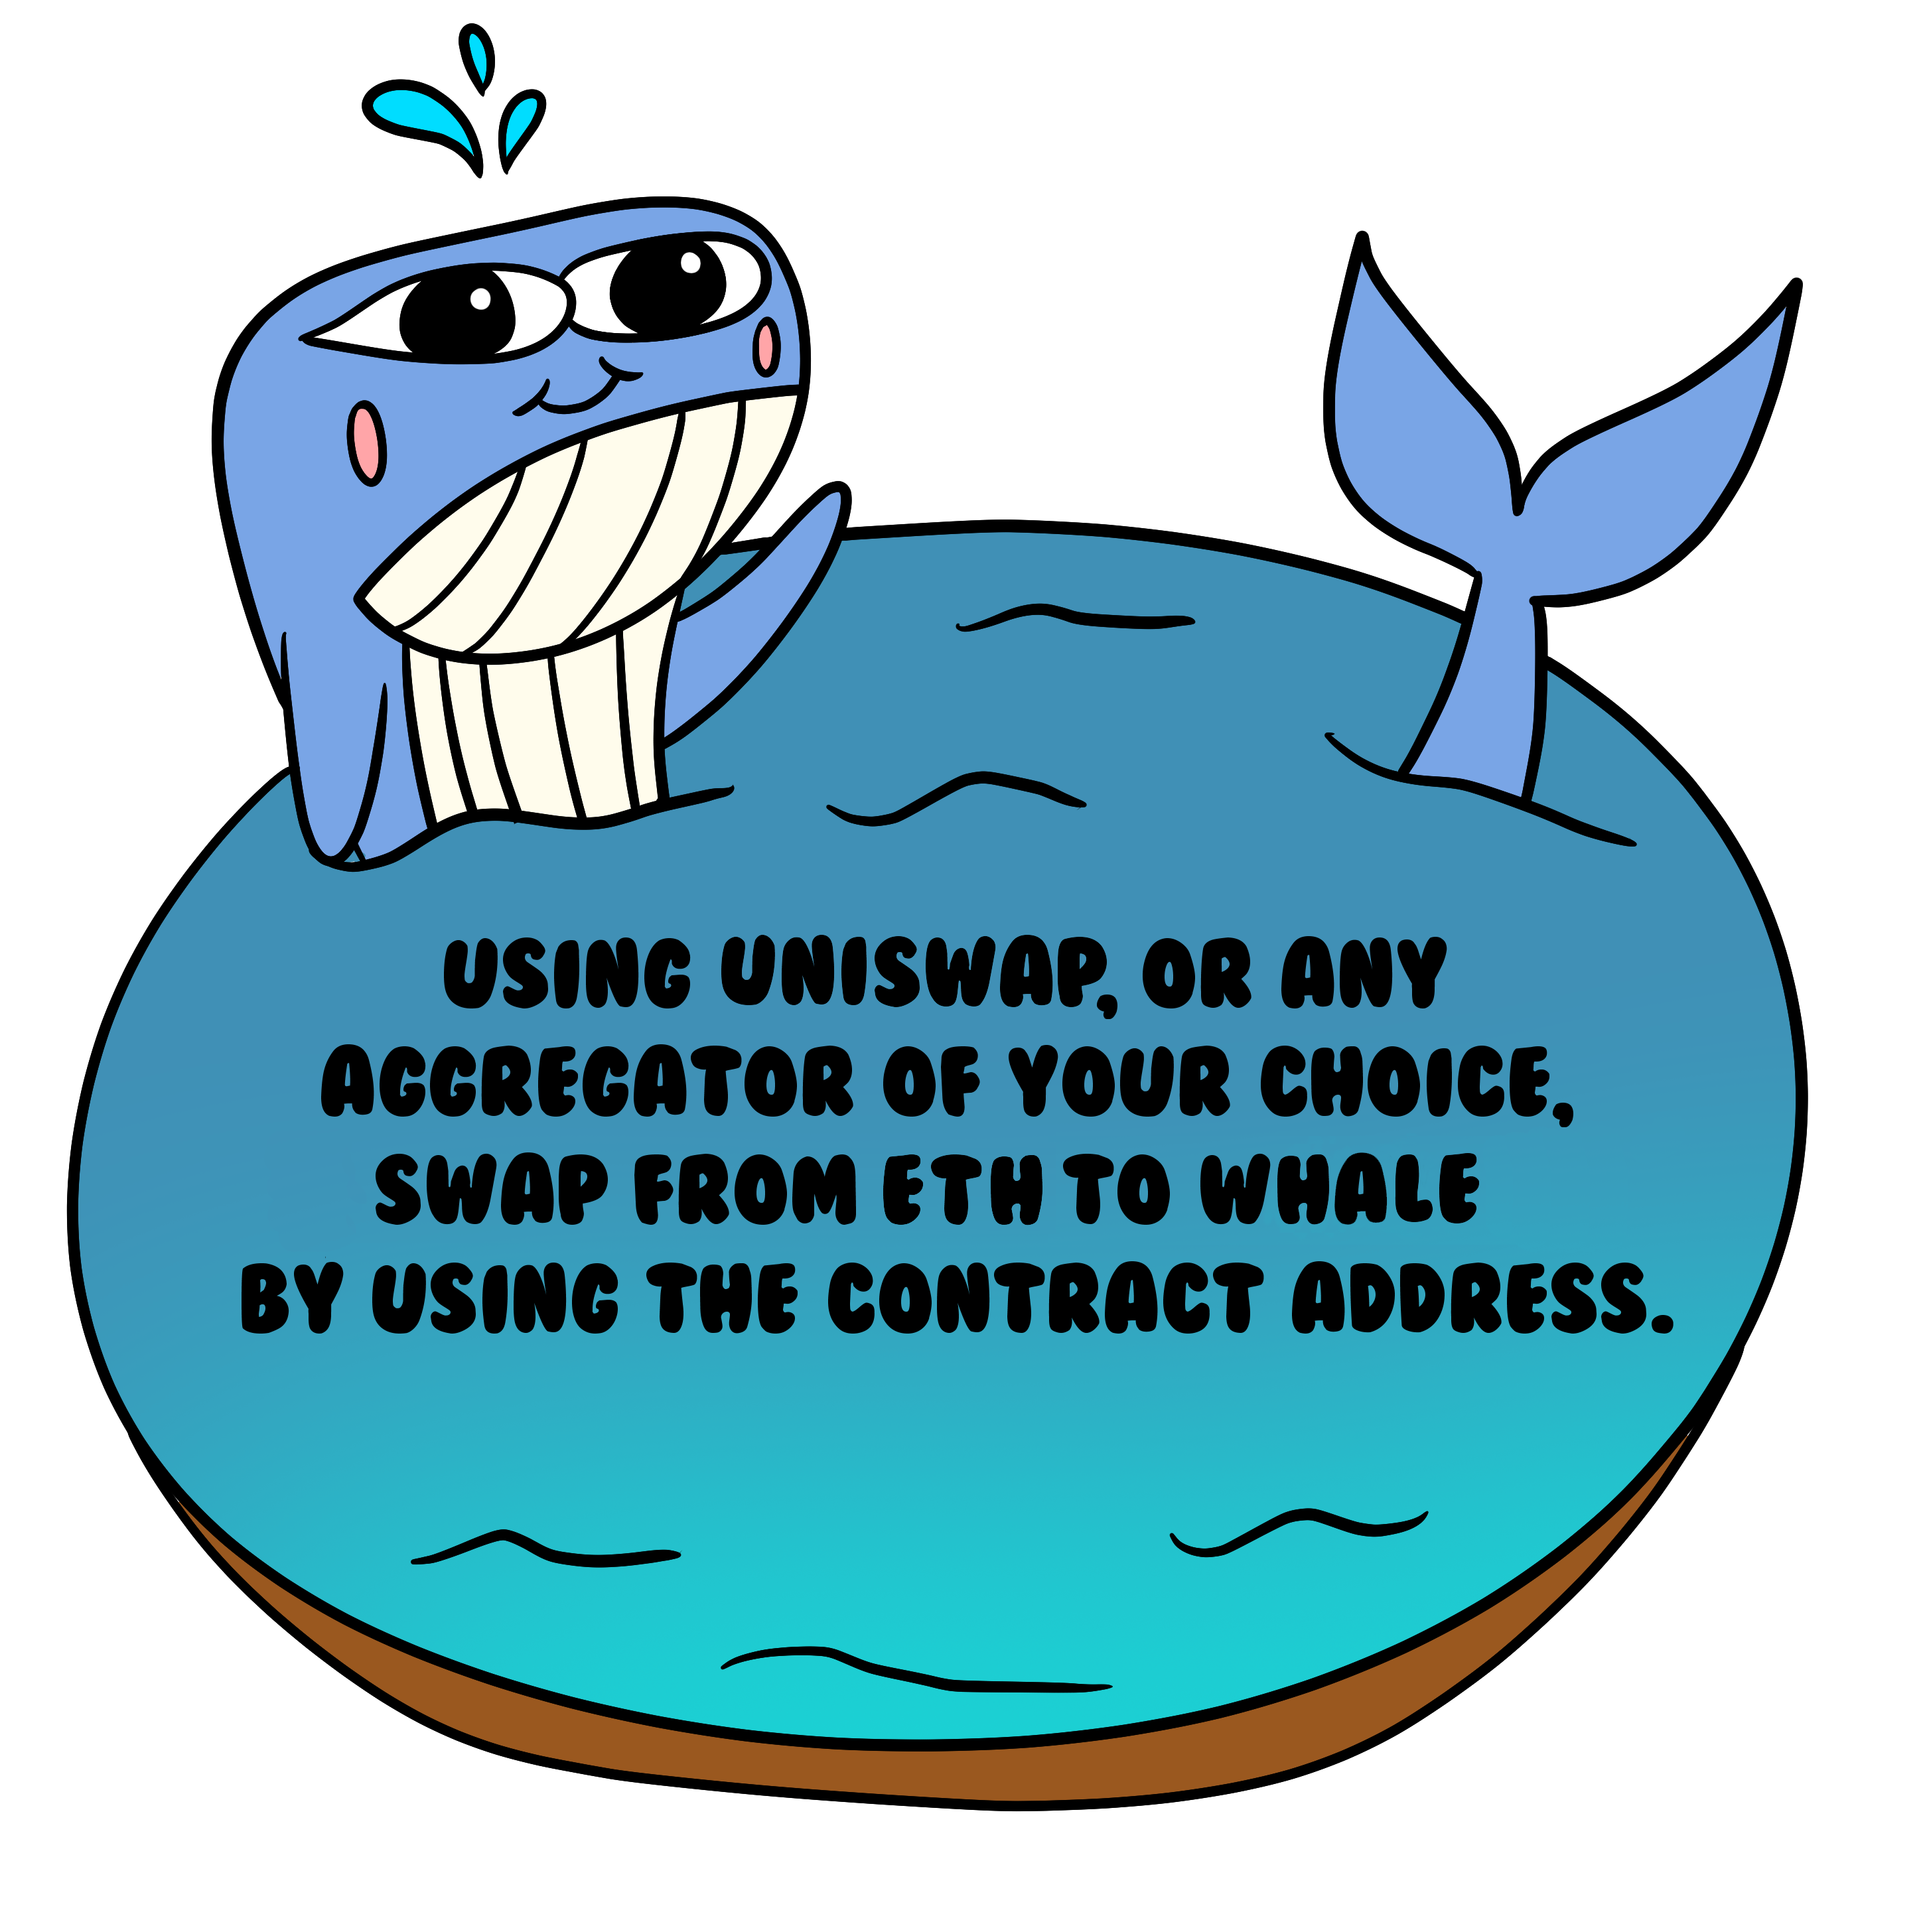 USING UNISWAP, OR ANY
AGGREGATOR OF YOUR CHOICE,
SWAP FROM ETH TO WHALE
BY USING THE CONTRACT ADDRESS.